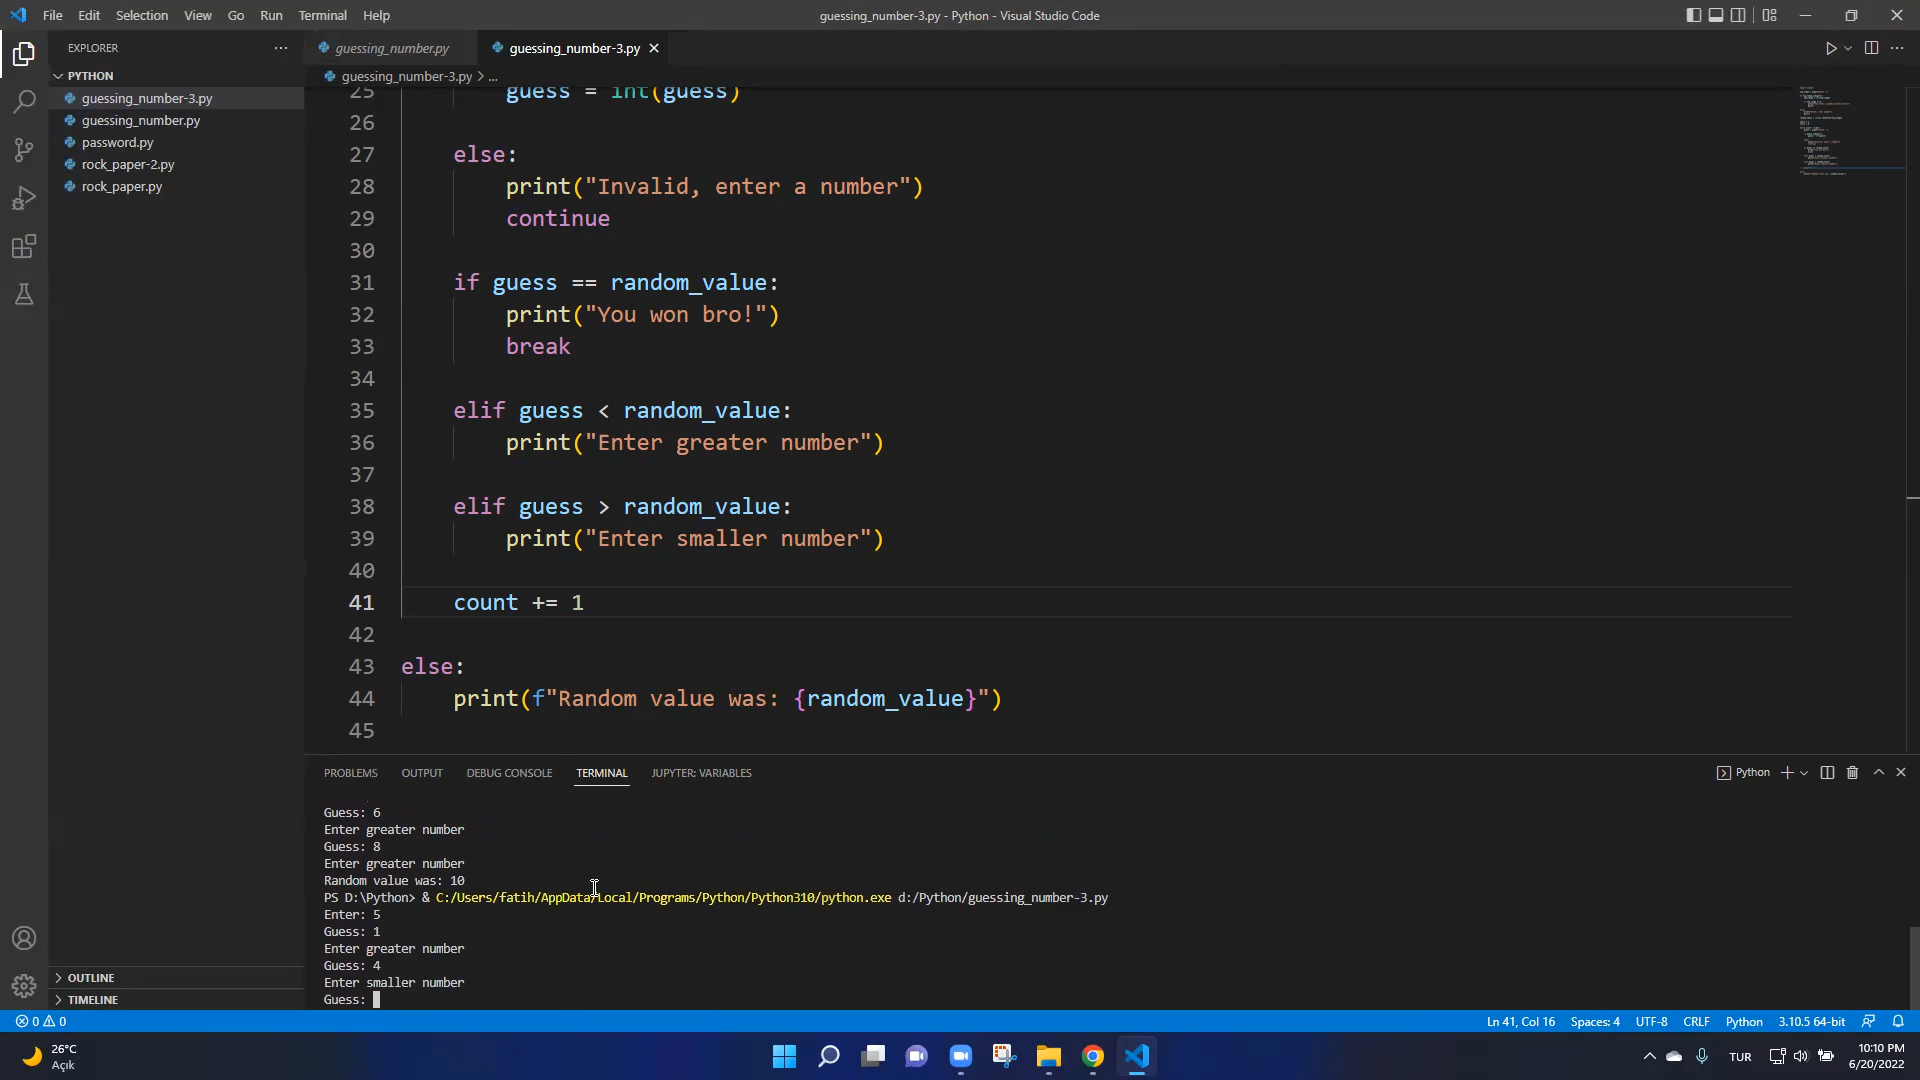 File Edit Selection View Go Run Terminal Help
guessing_number-3.py - Python - Visual Studio Code
EXPLORER
PYTHON
guessing_number-3.py
guessing_number.py
password.py
rock_paper-2.py
rock_paper.py
OUTLINE
TIMELINE
guessing_number.py
guessing_number-3.py
guessing_number-3.py > ...
25 guess = int(guess)
26
27 else:
28 print("Invalid, enter a number")
29 continue
30
31 if guess == random_value:
32 print("You won bro!")
33 break
34
35 elif guess < random_value:
36 print("Enter greater number")
37
38 elif guess > random_value:
39 print("Enter smaller number")
40
41 count += 1
42
43 else:
44 print(f"Random value was: {random_value}")
45
PROBLEMS OUTPUT DEBUG CONSOLE TERMINAL JUPYTER: VARIABLES
Python
Guess: 6
Enter greater number
Guess: 8
Enter greater number
Random value was: 10
PS D:\Python> & C:/Users/fatih/AppData/Local/Programs/Python/Python310/python.exe d:/Python/guessing_number-3.py
Enter: 5
Guess: 1
Enter greater number
Guess: 4
Enter smaller number
Guess:
0 0
Ln 41, Col 16 Spaces: 4 UTF-8 CRLF Python 3.10.5 64-bit
26°C
Açık
TUR
10:10 PM
6/20/2022